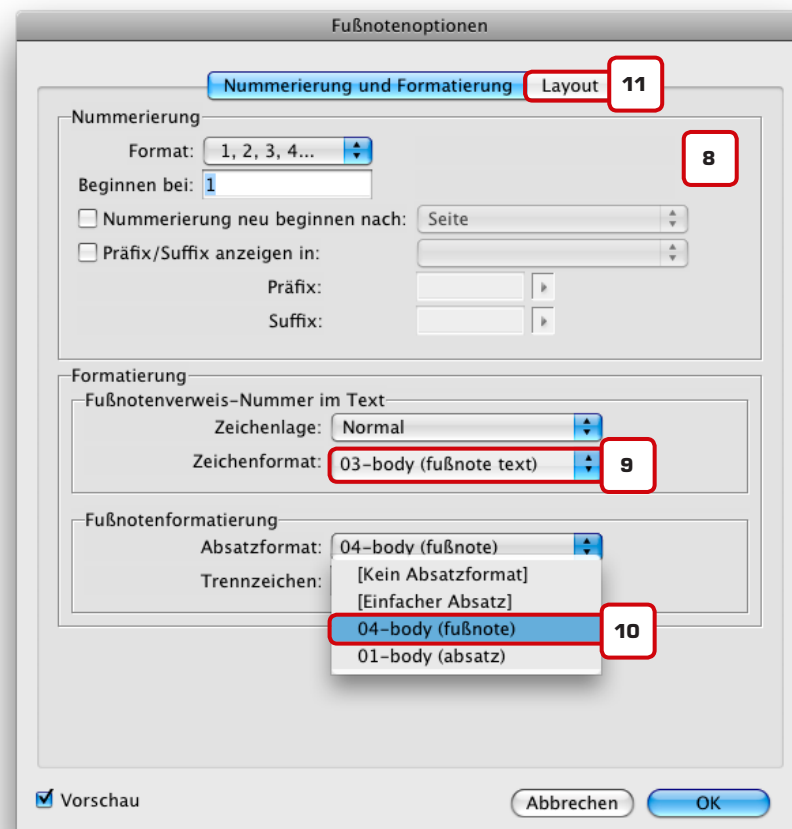 Fußnotenoptionen
Nummerierung und Formatierung Layout 11
Nummerierung
8
Format: 1, 2, 3, 4...
Beginnen bei: 1
Nummerierung neu beginnen nach: Seite
Präfix/Suffix anzeigen in:
Präfix:
Suffix:
Formatierung
Fußnotenverweis-Nummer im Text
Zeichenlage: Normal
Zeichenformat: 03-body (fußnote text) 9
Fußnotenformatierung
Absatzformat: 04-body (fußnote)
Trennzeichen:
[Kein Absatzformat]
[Einfacher Absatz]
04-body (fußnote) 10
01-body (absatz)
Vorschau Abbrechen OK